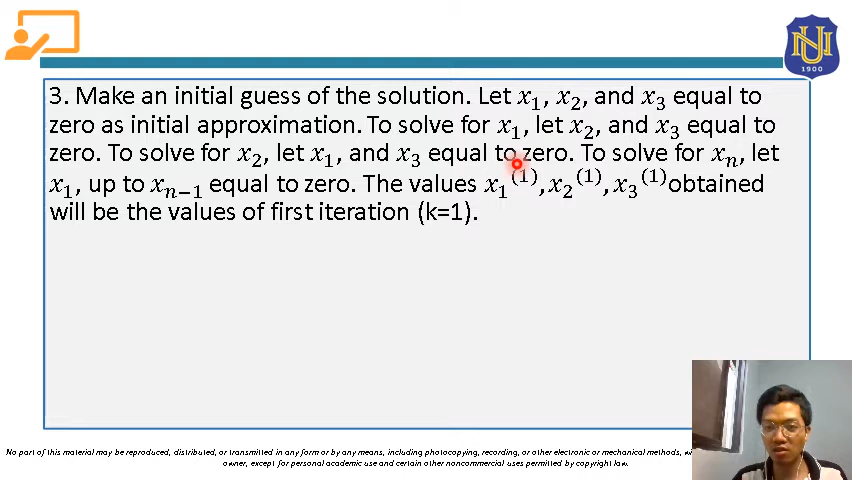 NU
1900
3. Make an initial guess of the solution. Let x₁, x₂, and x₃ equal to
zero as initial approximation. To solve for x₁, let x₂, and x₃ equal to
zero. To solve for x₂, let x₁, and x₃ equal to zero. To solve for xₙ, let
x₁, up to xₙ₋₁ equal to zero. The values x₁⁽¹⁾, x₂⁽¹⁾, x₃⁽¹⁾ obtained
will be the values of first iteration (k=1).
No part of this material may be reproduced, distributed, or transmitted in any form or by any means, including photocopying, recording, or other electronic or mechanical methods, w
owner, except for personal academic use and certain other noncommercial uses permitted by copyright law.